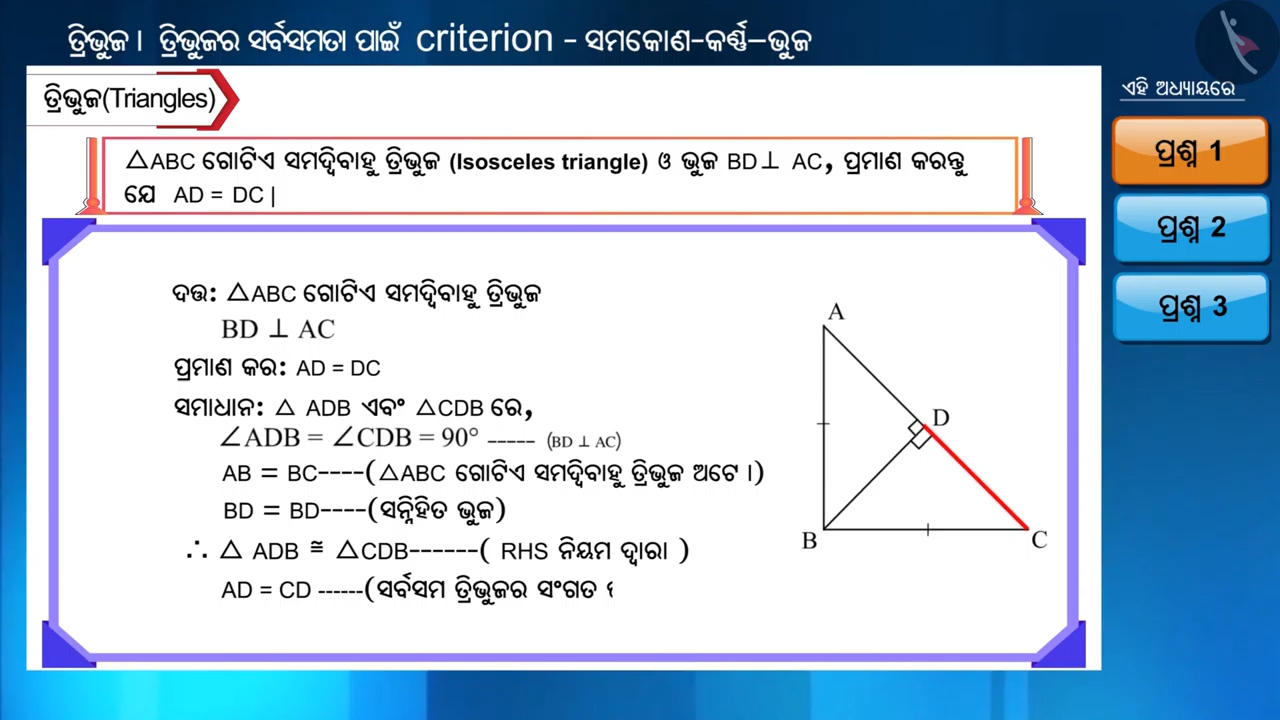 ତ୍ରିଭୁଜ। ତ୍ରିଭୁଜର ସର୍ବସମତା ପାଇଁ criterion - ସମକୋଣ-କର୍ଣ୍ଣ–ଭୁଜ
ତ୍ରିଭୁଜ(Triangles)
△ABC ଗୋଟିଏ ସମଦ୍ୱିବାହୁ ତ୍ରିଭୁଜ (Isosceles triangle) ଓ ଭୁଜ BD⊥ AC, ପ୍ରମାଣ କରନ୍ତୁ
ଯେ AD = DC |
ଦତ୍ତ: △ABC ଗୋଟିଏ ସମଦ୍ୱିବାହୁ ତ୍ରିଭୁଜ
BD ⊥ AC
ପ୍ରମାଣ କର: AD = DC
ସମାଧାନ: △ ADB ଏବଂ △CDB ରେ,
∠ADB = ∠CDB = 90° ----- (BD ⊥ AC)
AB = BC----(△ABC ଗୋଟିଏ ସମଦ୍ୱିବାହୁ ତ୍ରିଭୁଜ ଅଟେ ।)
BD = BD----(ସନ୍ନିହିତ ଭୁଜ)
∴ △ ADB ≅ △CDB------( RHS ନିୟମ ଦ୍ୱାରା )
AD = CD ------(ସର୍ବସମ ତ୍ରିଭୁଜର ସଂଗତ
A
D
B
C
ଏହି ଅଧ୍ୟାୟରେ
ପ୍ରଶ୍ନ 1
ପ୍ରଶ୍ନ 2
ପ୍ରଶ୍ନ 3